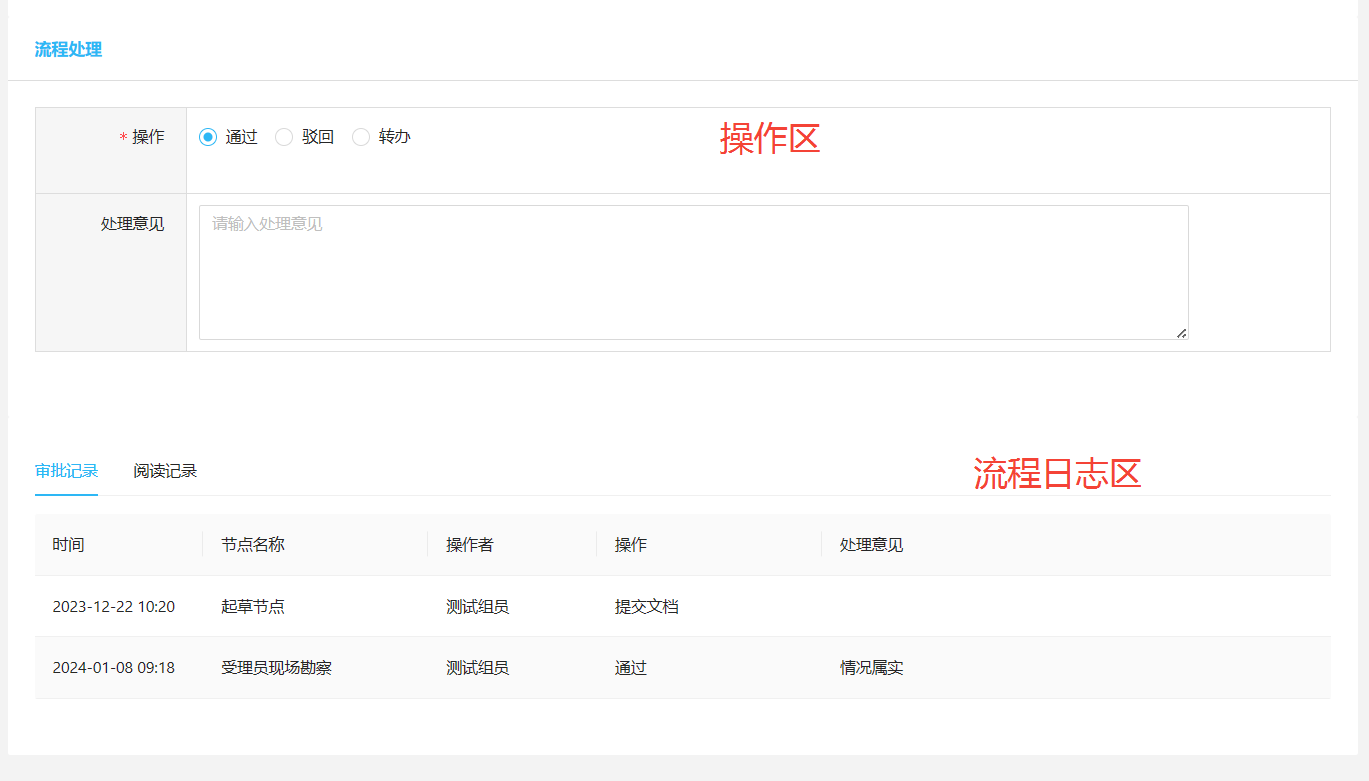 流程处理
* 操作 通过 驳回 转办 操作区
处理意见 请输入处理意见
审批记录 阅读记录 流程日志区
时间 节点名称 操作者 操作 处理意见
2023-12-22 10:20 起草节点 测试组员 提交文档
2024-01-08 09:18 受理员现场勘察 测试组员 通过 情况属实